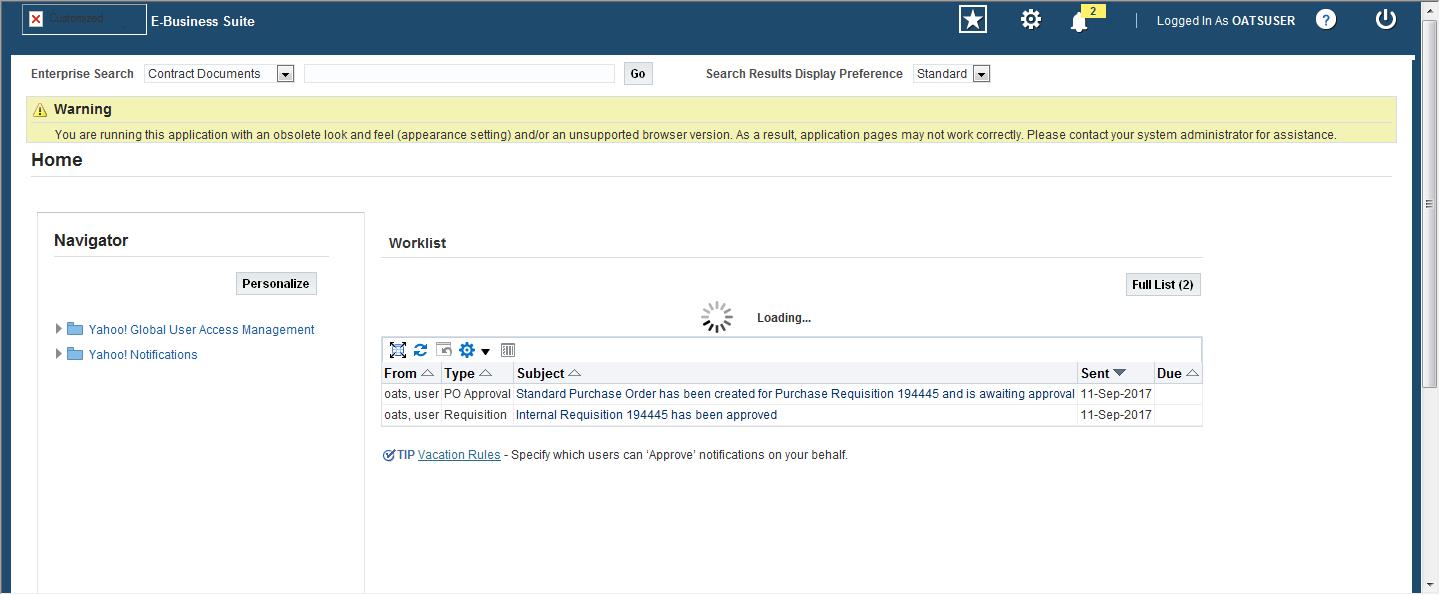 Customized
E-Business Suite
2
Logged In As OATSUSER
?
Enterprise Search Contract Documents Go Search Results Display Preference Standard
Warning
You are running this application with an obsolete look and feel (appearance setting) and/or an unsupported browser version. As a result, application pages may not work correctly. Please contact your system administrator for assistance.
Home
Navigator
Personalize
Yahoo! Global User Access Management
Yahoo! Notifications
Worklist
Full List (2)
Loading...
From Type Subject Sent Due
oats, user PO Approval Standard Purchase Order has been created for Purchase Requisition 194445 and is awaiting approval 11-Sep-2017
oats, user Requisition Internal Requisition 194445 has been approved 11-Sep-2017
TIP Vacation Rules - Specify which users can ‘Approve’ notifications on your behalf.